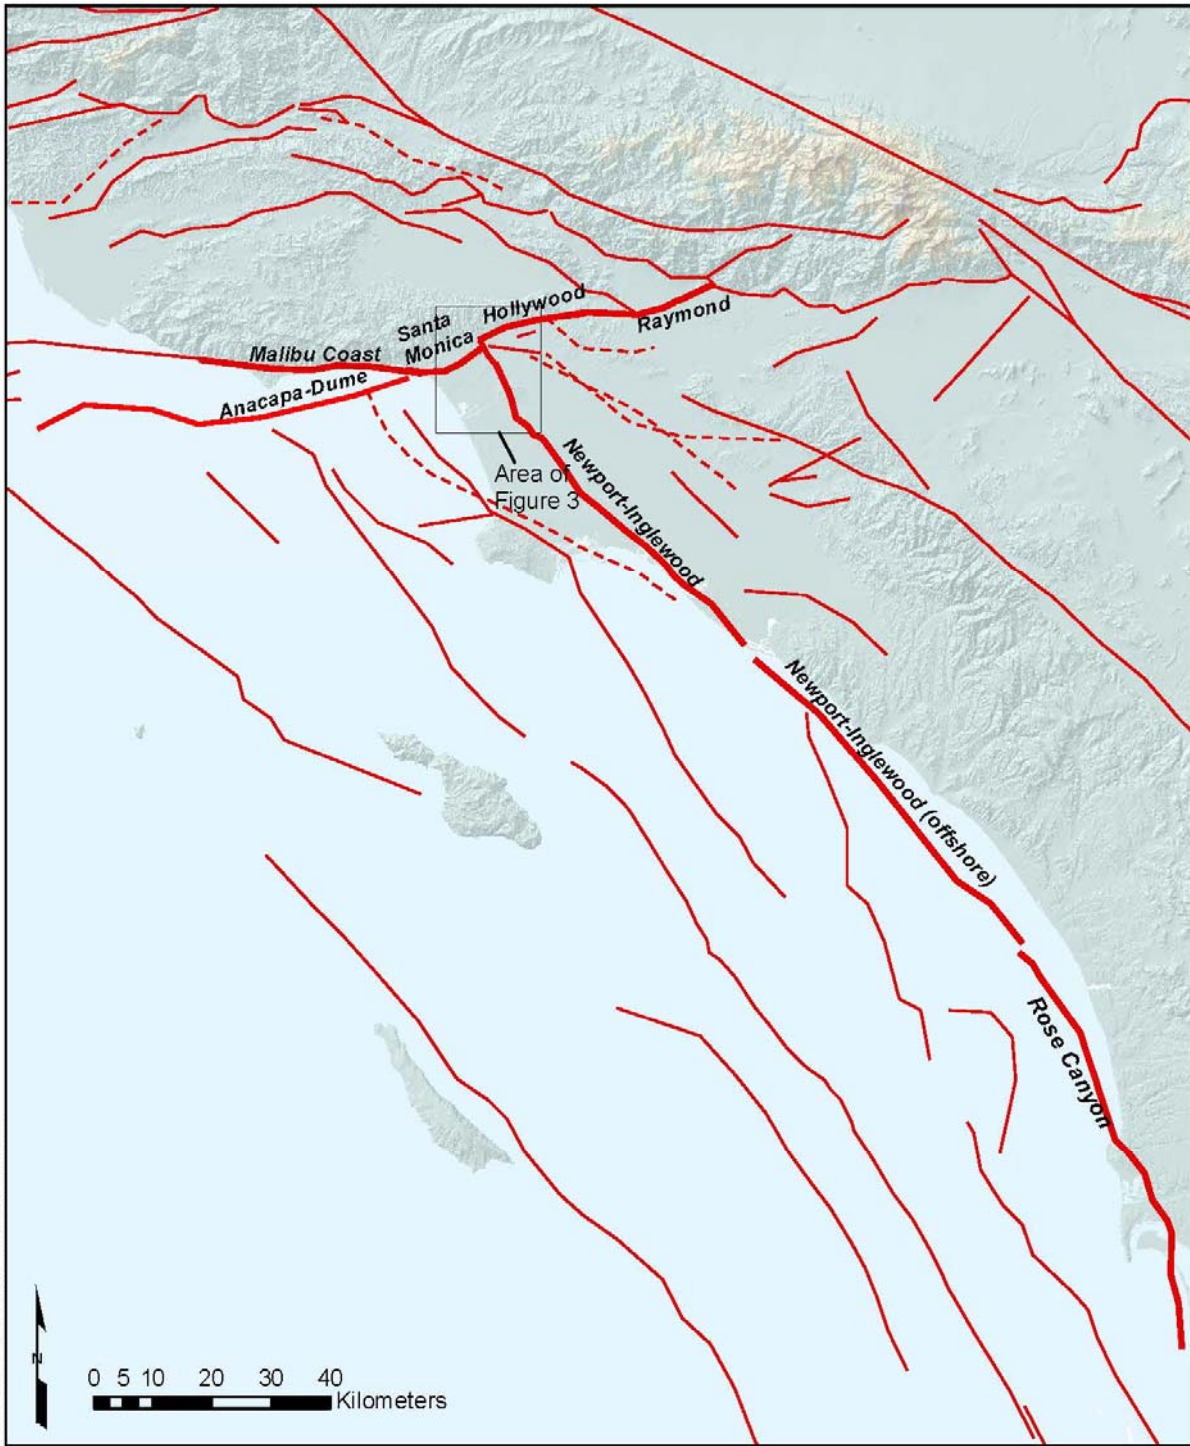 Hollywood
Raymond
Santa
Monica
Malibu Coast
Anacapa-Dume
Area of
Figure 3
Newport-Inglewood
Newport-Inglewood (offshore)
Rose Canyon
N
0 5 10 20 30 40
Kilometers